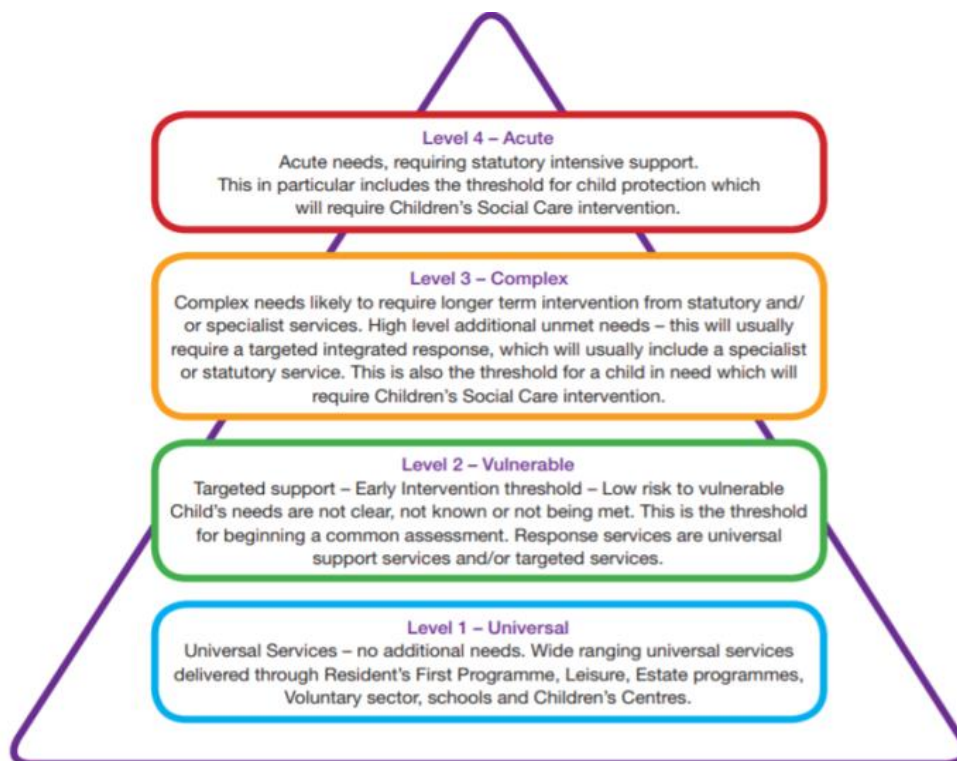 Level 4 – Acute
Acute needs, requiring statutory intensive support.
This in particular includes the threshold for child protection which
will require Children's Social Care intervention.
Level 3 – Complex
Complex needs likely to require longer term intervention from statutory and/
or specialist services. High level additional unmet needs – this will usually
require a targeted integrated response, which will usually include a specialist
or statutory service. This is also the threshold for a child in need which will
require Children's Social Care intervention.
Level 2 – Vulnerable
Targeted support – Early Intervention threshold – Low risk to vulnerable
Child's needs are not clear, not known or not being met. This is the threshold
for beginning a common assessment. Response services are universal
support services and/or targeted services.
Level 1 – Universal
Universal Services – no additional needs. Wide ranging universal services
delivered through Resident's First Programme, Leisure, Estate programmes,
Voluntary sector, schools and Children's Centres.